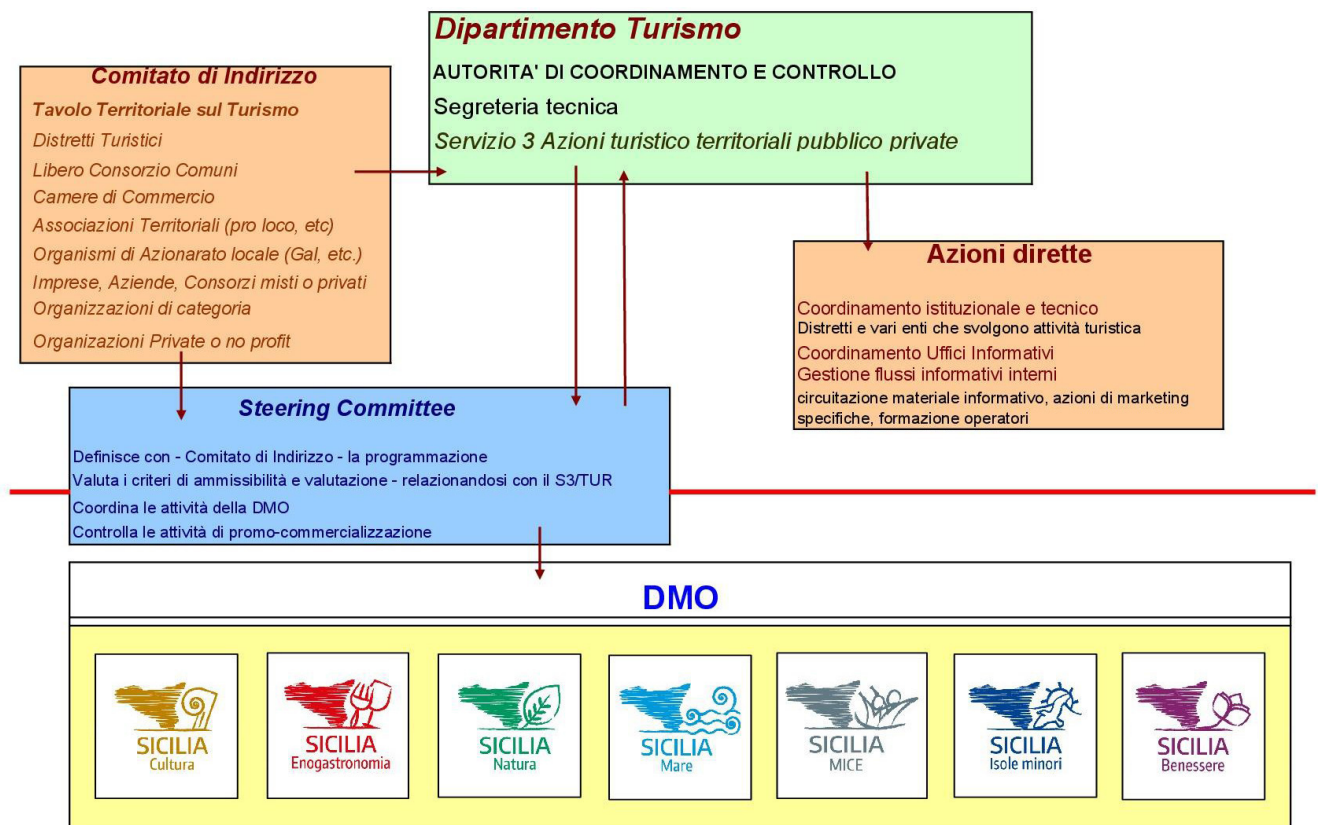 Dipartimento Turismo
AUTORITA' DI COORDINAMENTO E CONTROLLO
Segreteria tecnica
Servizio 3 Azioni turistico territoriali pubblico private
Comitato di Indirizzo
Tavolo Territoriale sul Turismo
Distretti Turistici
Libero Consorzio Comuni
Camere di Commercio
Associazioni Territoriali (pro loco, etc)
Organismi di Azionarato locale (Gal, etc.)
Imprese, Aziende, Consorzi misti o privati
Organizzazioni di categoria
Organizazioni Private o no profit
Azioni dirette
Coordinamento istituzionale e tecnico
Distretti e vari enti che svolgono attività turistica
Coordinamento Uffici Informativi
Gestione flussi informativi interni
circuitazione materiale informativo, azioni di marketing
specifiche, formazione operatori
Steering Committee
Definisce con - Comitato di Indirizzo - la programmazione
Valuta i criteri di ammissibilità e valutazione - relazionandosi con il S3/TUR
Coordina le attività della DMO
Controlla le attività di promo-commercializzazione
DMO
SICILIA
Cultura
SICILIA
Enogastronomia
SICILIA
Natura
SICILIA
Mare
SICILIA
MICE
SICILIA
Isole minori
SICILIA
Benessere